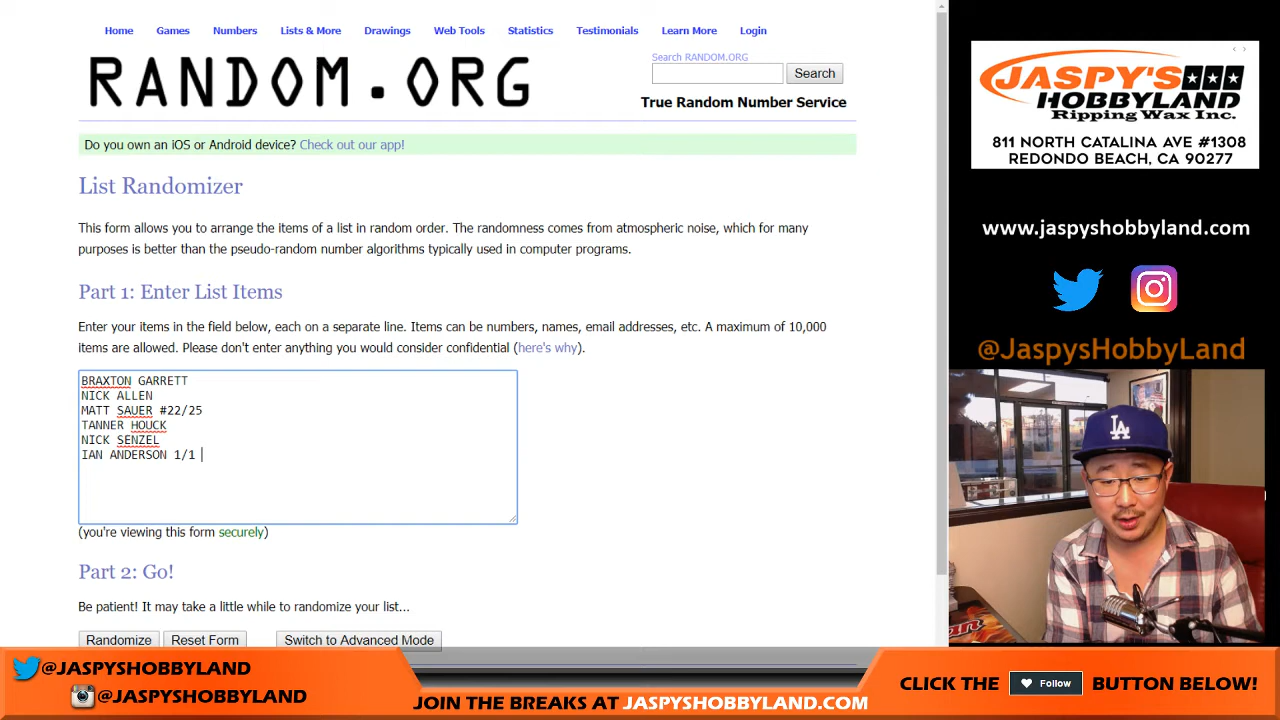 Home Games Numbers Lists & More Drawings Web Tools Statistics Testimonials Learn More Login
RANDOM.ORG
Search RANDOM.ORG
Search
True Random Number Service
Do you own an iOS or Android device? Check out our app!
List Randomizer
This form allows you to arrange the items of a list in random order. The randomness comes from atmospheric noise, which for many
purposes is better than the pseudo-random number algorithms typically used in computer programs.
Part 1: Enter List Items
Enter your items in the field below, each on a separate line. Items can be numbers, names, email addresses, etc. A maximum of 10,000
items are allowed. Please don't enter anything you would consider confidential (here's why).
BRAXTON GARRETT
NICK ALLEN
MATT SAUER #22/25
TANNER HOUCK
NICK SENZEL
IAN ANDERSON 1/1
(you're viewing this form securely)
Part 2: Go!
Be patient! It may take a little while to randomize your list...
Randomize Reset Form Switch to Advanced Mode
JASPY'S
HOBBYLAND
Ripping Wax Inc.
811 NORTH CATALINA AVE #1308
REDONDO BEACH, CA 90277
www.jaspyshobbyland.com
@JaspysHobbyLand
LA
@JASPYSHOBBYLAND
@JASPYSHOBBYLAND
JOIN THE BREAKS AT JASPYSHOBBYLAND.COM
CLICK THE Follow BUTTON BELOW!